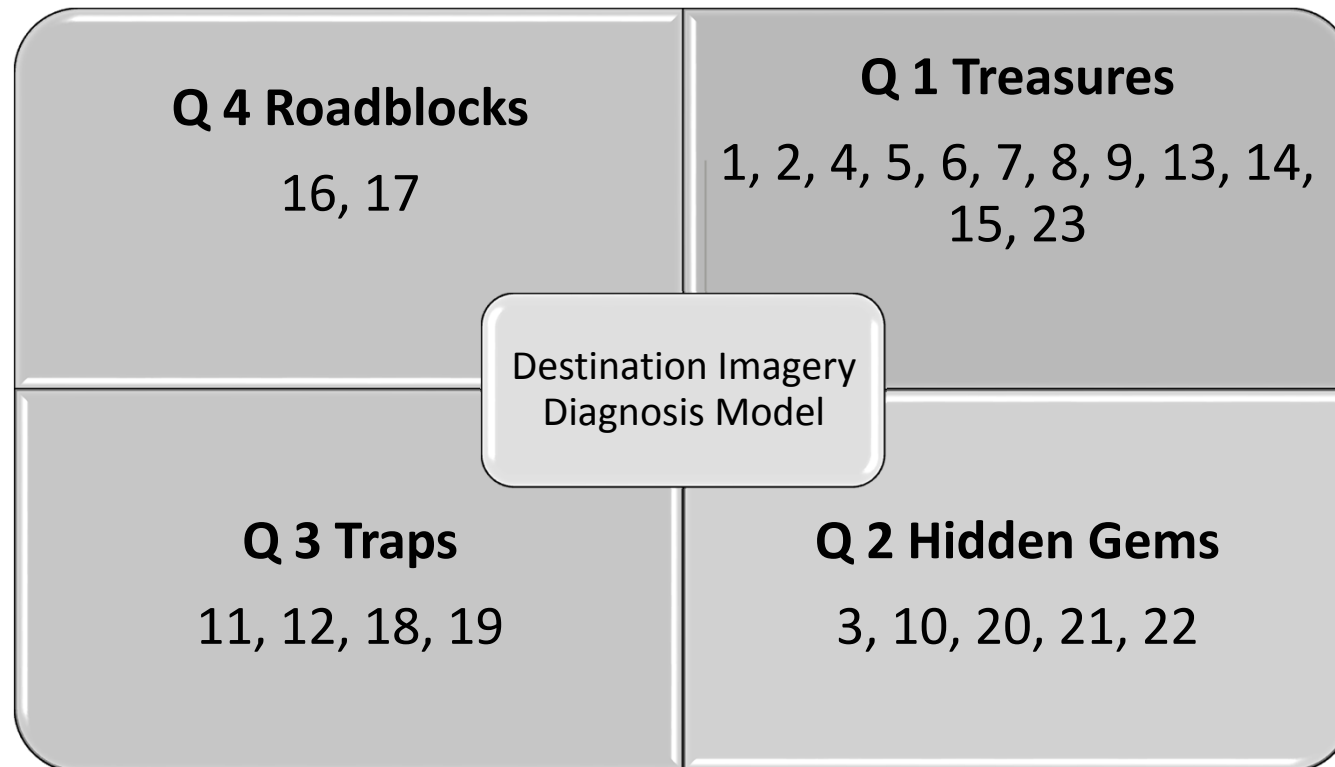 Q 4 Roadblocks
16, 17
Q 1 Treasures
1, 2, 4, 5, 6, 7, 8, 9, 13, 14,
15, 23
Destination Imagery
Diagnosis Model
Q 3 Traps
11, 12, 18, 19
Q 2 Hidden Gems
3, 10, 20, 21, 22